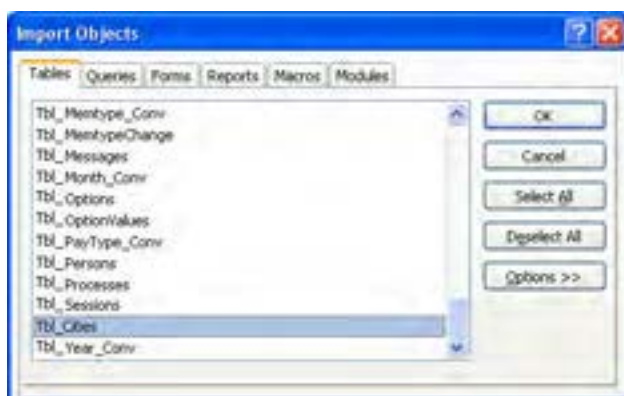 Import Objects
Tables Queries Forms Reports Macros Modules
Tbl_Memtype_Conv
Tbl_MemtypeChange
Tbl_Messages
Tbl_Month_Conv
Tbl_Options
Tbl_OptionValues
Tbl_PayType_Conv
Tbl_Persons
Tbl_Processes
Tbl_Sessions
Tbl_Cities
Tbl_Year_Conv
OK
Cancel
Select All
Deselect All
Options >>